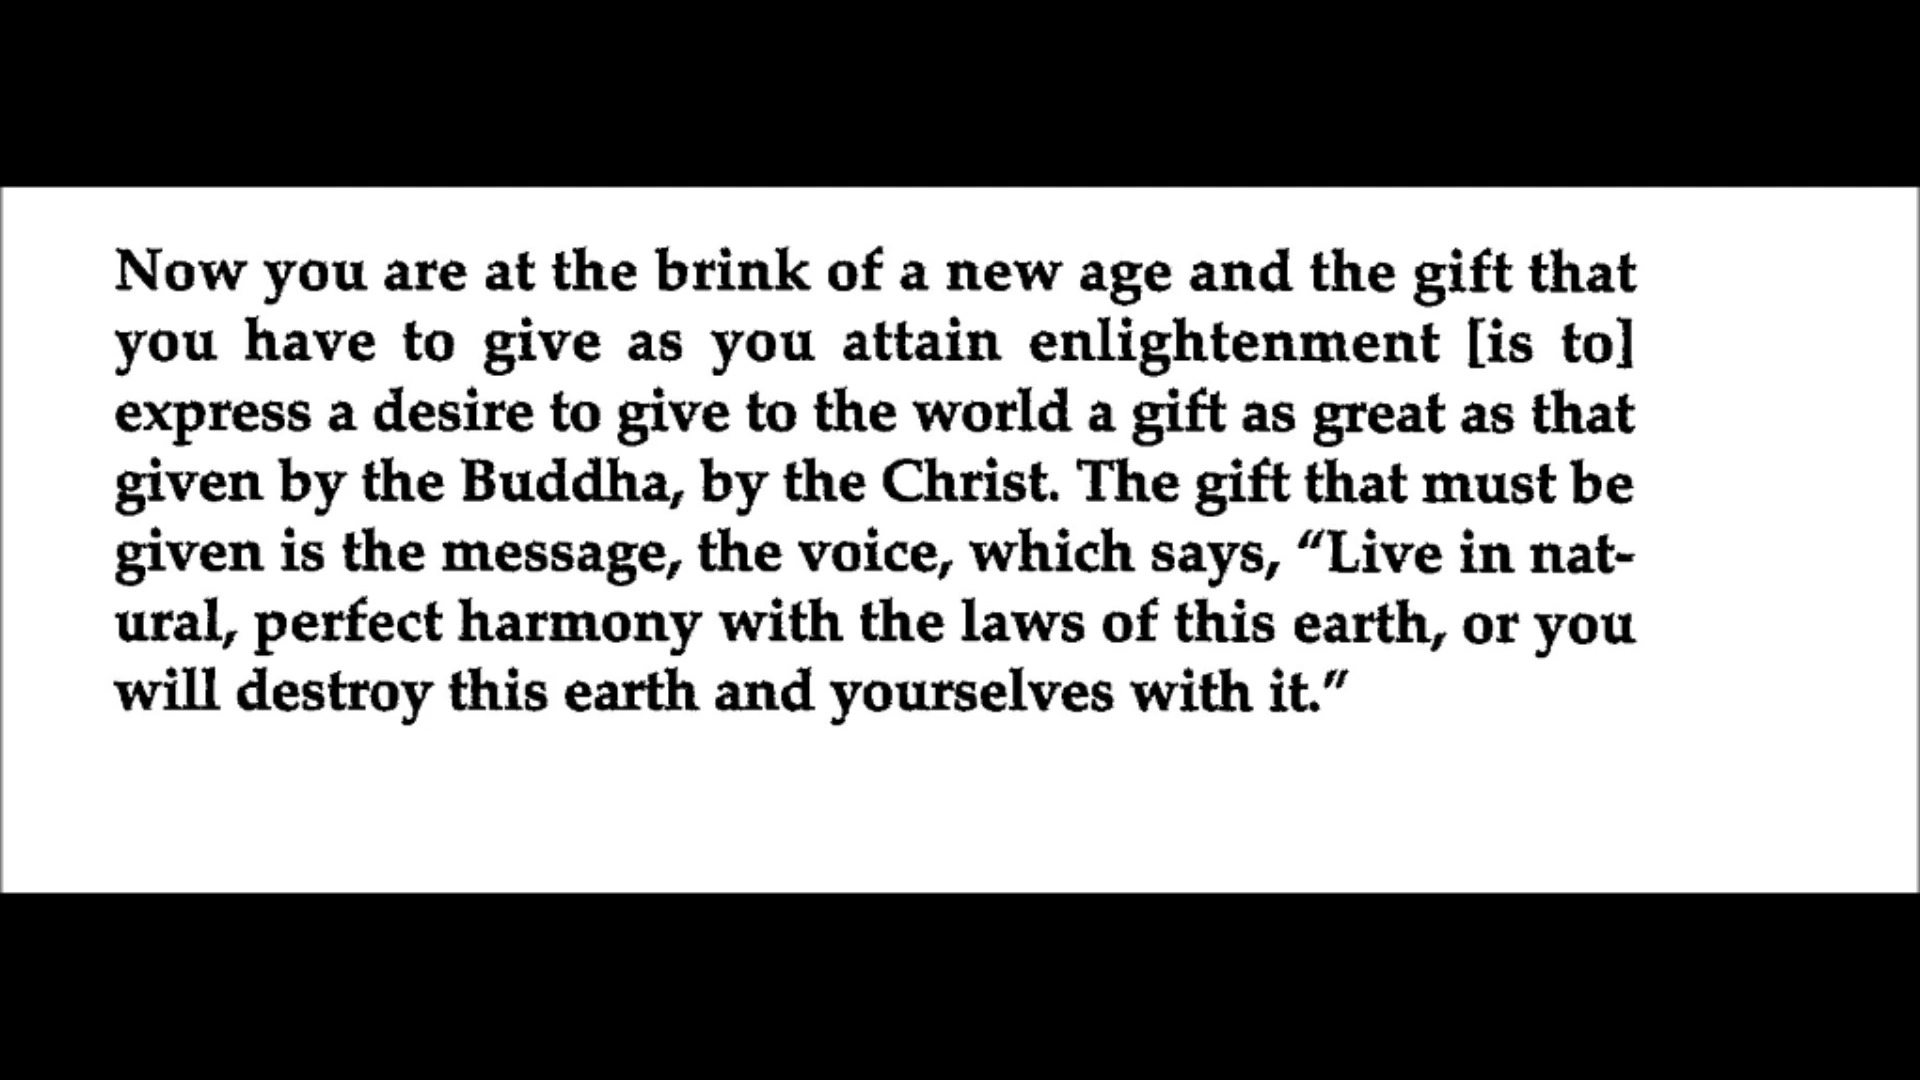 Now you are at the brink of a new age and the gift that
you have to give as you attain enlightenment [is to]
express a desire to give to the world a gift as great as that
given by the Buddha, by the Christ. The gift that must be
given is the message, the voice, which says, “Live in nat-
ural, perfect harmony with the laws of this earth, or you
will destroy this earth and yourselves with it.”